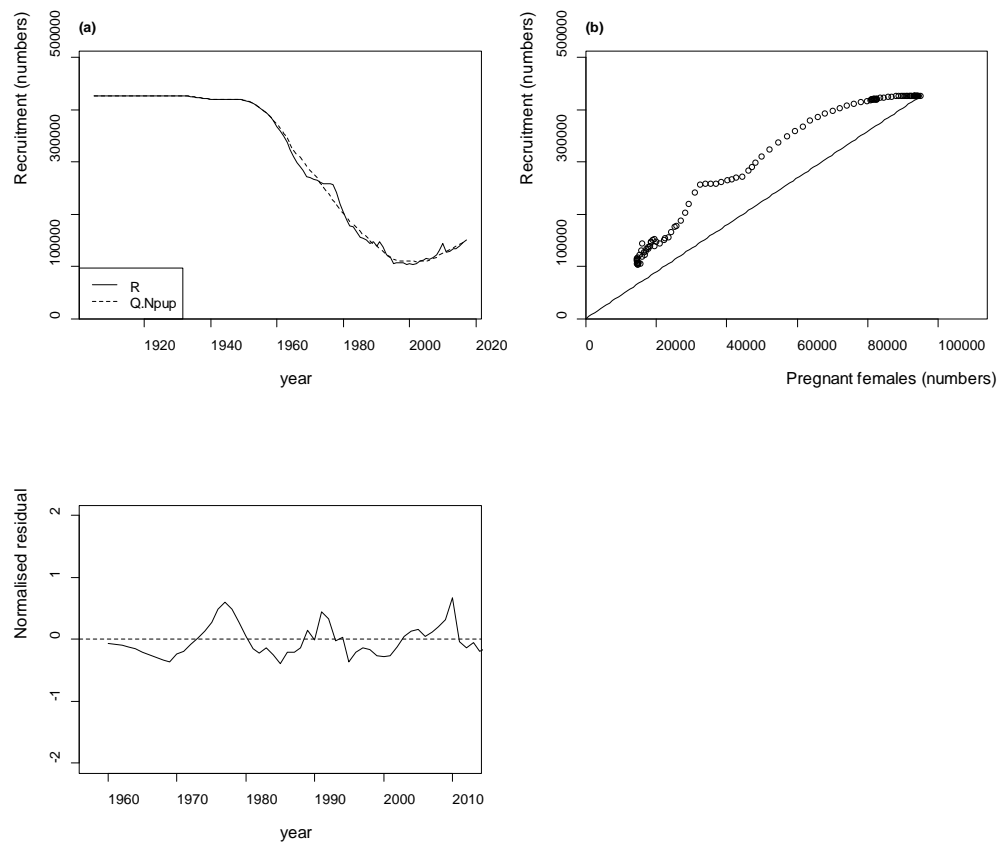 (a)
Recruitment (numbers)
500000
300000
100000
0
R
Q.Npup
1920 1940 1960 1980 2000 2020
year
(b)
Recruitment (numbers)
500000
300000
100000
0
0 20000 40000 60000 80000 100000
Pregnant females (numbers)
Normalised residual
2
1
0
-1
-2
1960 1970 1980 1990 2000 2010
year